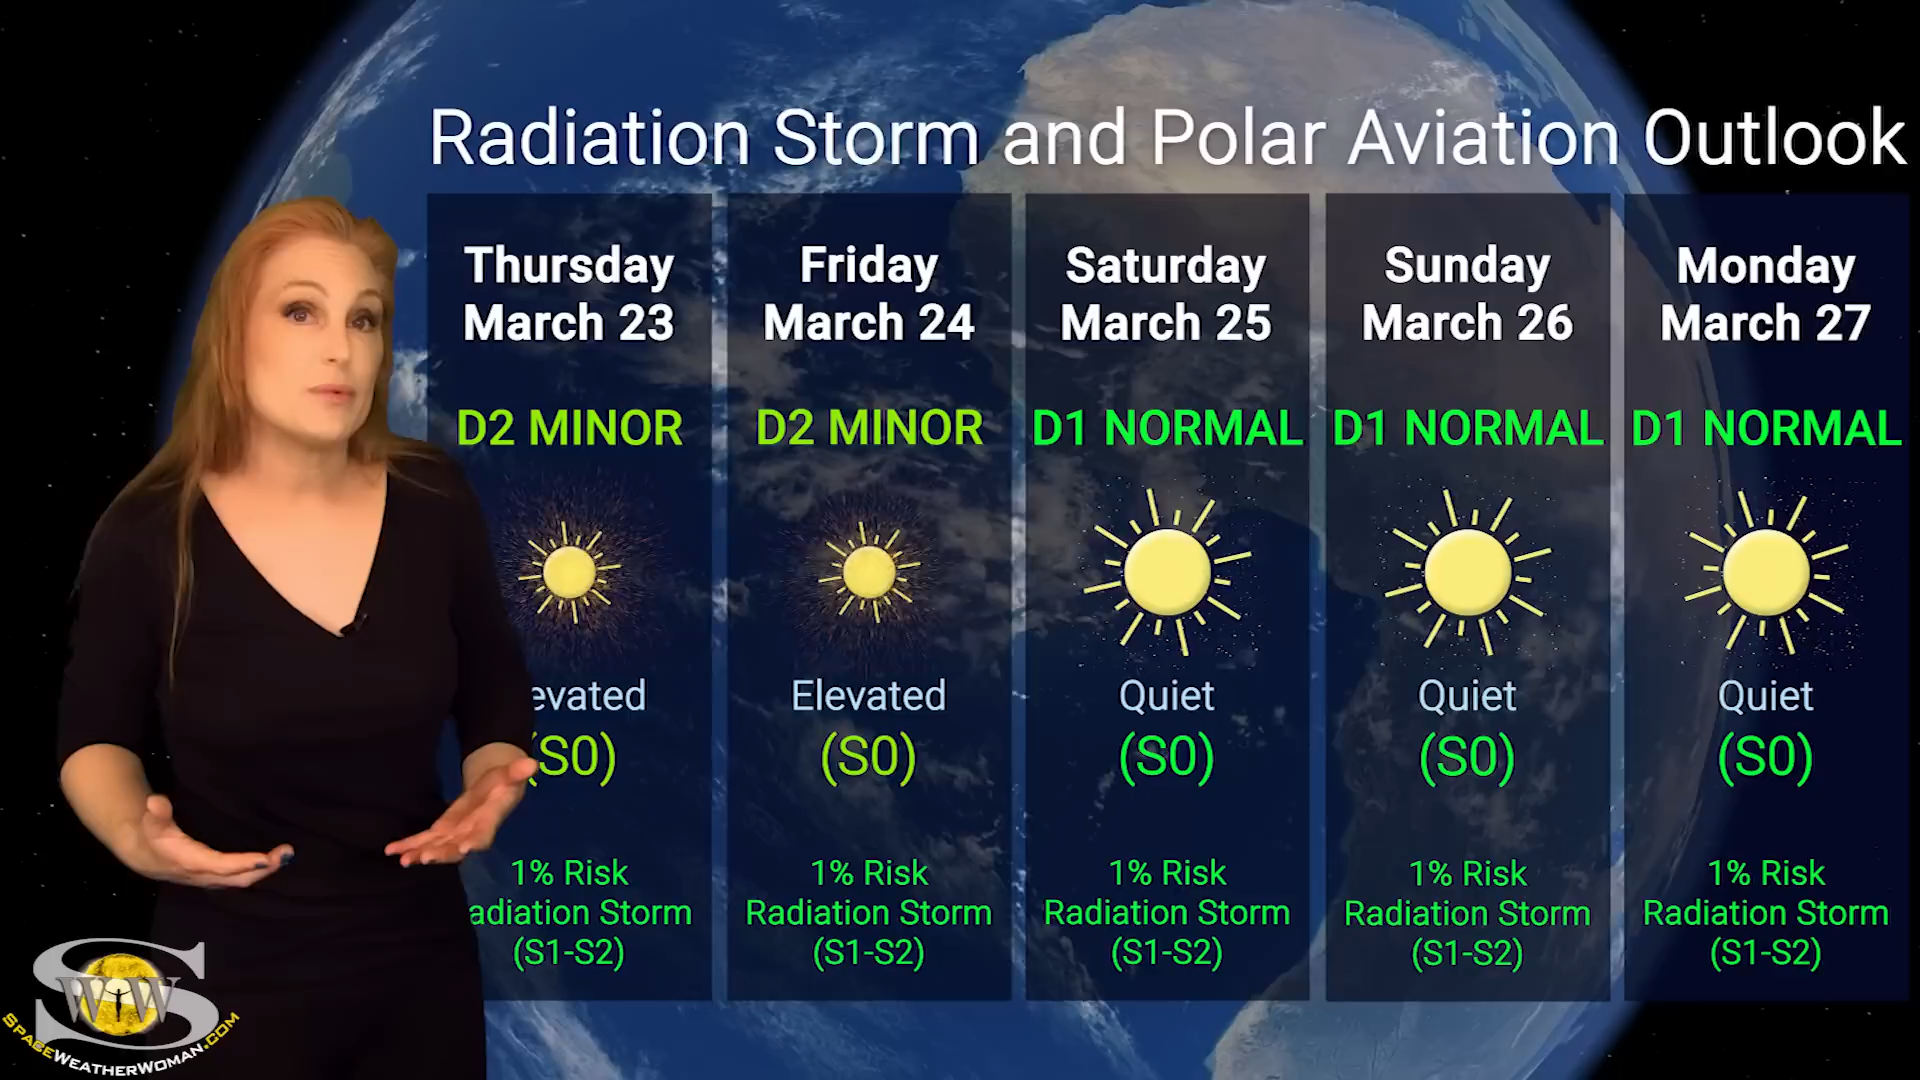 Radiation Storm and Polar Aviation Outlook
Thursday
March 23
D2 MINOR
evated
(S0)
1% Risk
adiation Storm
(S1-S2)
Friday
March 24
D2 MINOR
Elevated
(S0)
1% Risk
Radiation Storm
(S1-S2)
Saturday
March 25
D1 NORMAL
Quiet
(S0)
1% Risk
Radiation Storm
(S1-S2)
Sunday
March 26
D1 NORMAL
Quiet
(S0)
1% Risk
Radiation Storm
(S1-S2)
Monday
March 27
D1 NORMAL
Quiet
(S0)
1% Risk
Radiation Storm
(S1-S2)
SWW
SPACEWEATHERWOMAN.COM